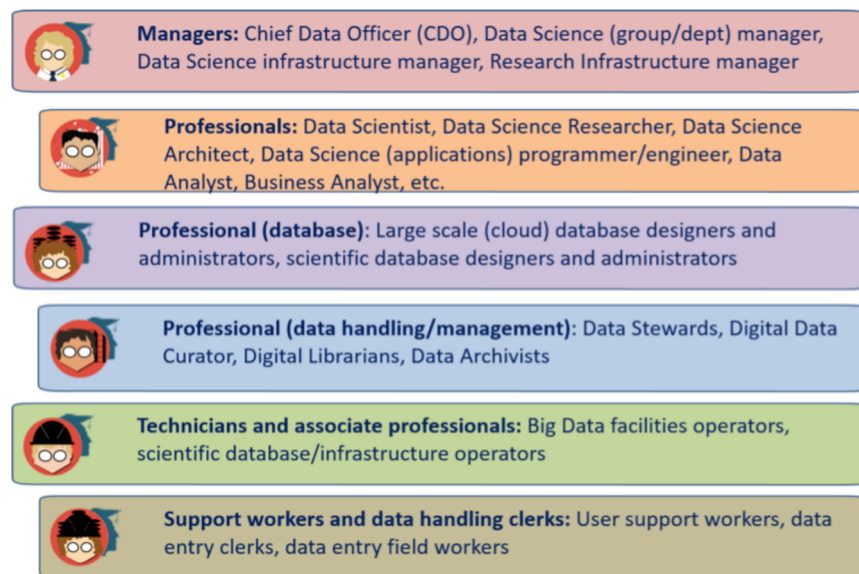 Managers: Chief Data Officer (CDO), Data Science (group/dept) manager,
Data Science infrastructure manager, Research Infrastructure manager
Professionals: Data Scientist, Data Science Researcher, Data Science
Architect, Data Science (applications) programmer/engineer, Data
Analyst, Business Analyst, etc.
Professional (database): Large scale (cloud) database designers and
administrators, scientific database designers and administrators
Professional (data handling/management): Data Stewards, Digital Data
Curator, Digital Librarians, Data Archivists
Technicians and associate professionals: Big Data facilities operators,
scientific database/infrastructure operators
Support workers and data handling clerks: User support workers, data
entry clerks, data entry field workers